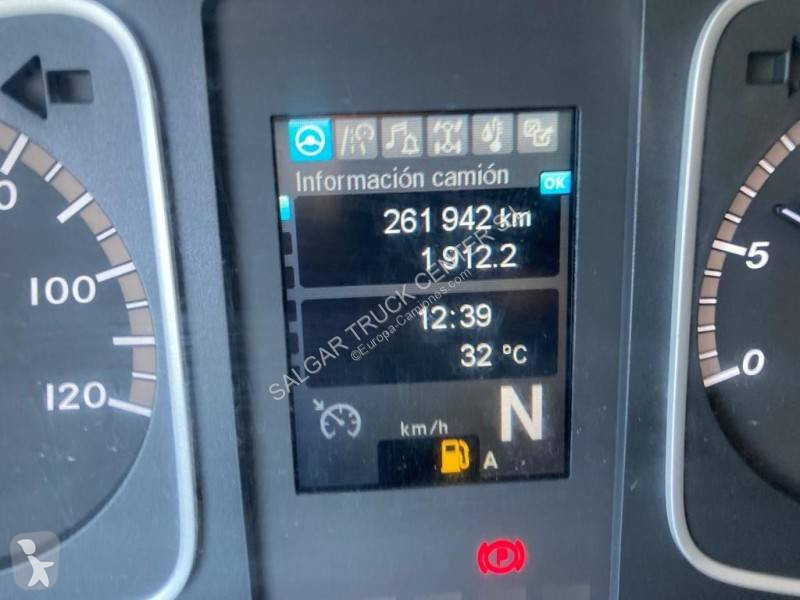 Información camión
OK
261 942 km
1,912.2
12:39
32 °C
km/h
N
A
P
100
120
5
0
SALGAR TRUCK CENTER S.L
©Europa-Camiones.com